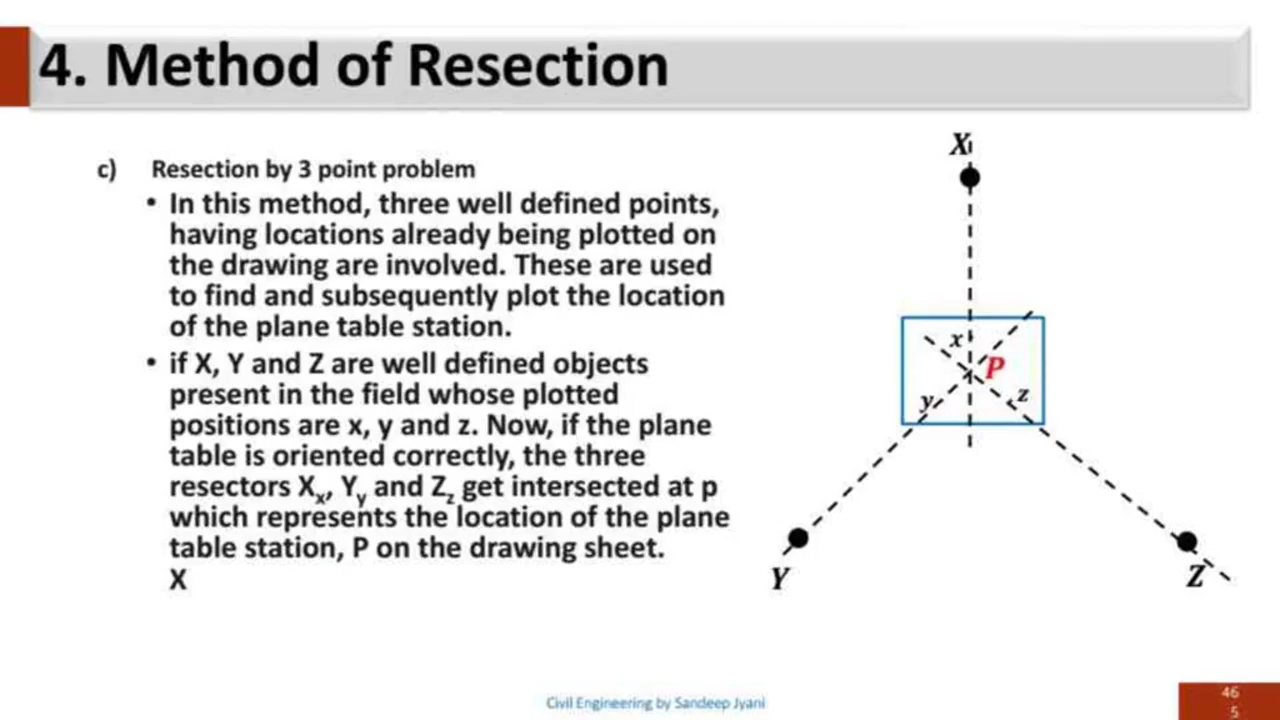 4. Method of Resection
c) Resection by 3 point problem
• In this method, three well defined points,
having locations already being plotted on
the drawing are involved. These are used
to find and subsequently plot the location
of the plane table station.
• if X, Y and Z are well defined objects
present in the field whose plotted
positions are x, y and z. Now, if the plane
table is oriented correctly, the three
resectors Xx, Yy and Zz get intersected at p
which represents the location of the plane
table station, P on the drawing sheet.
X
X
x
P
y
z
Y
Z
Civil Engineering by Sandeep Jyani
46
5